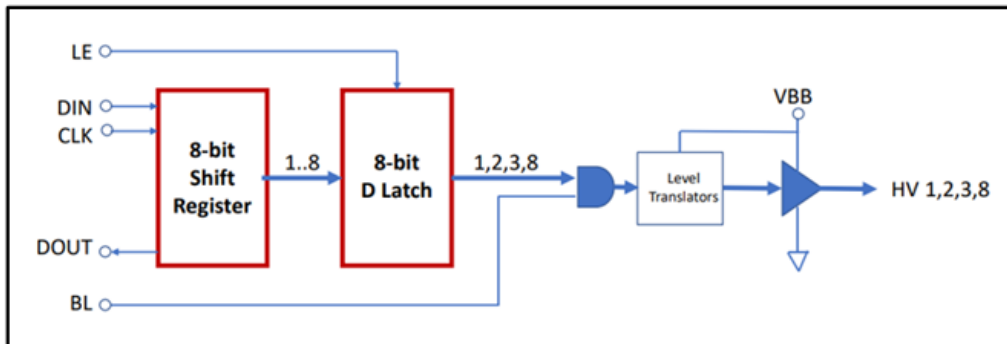 LE
DIN
CLK
8-bit
Shift
Register
1..8
8-bit
D Latch
1,2,3,8
VBB
Level
Translators
HV 1,2,3,8
DOUT
BL